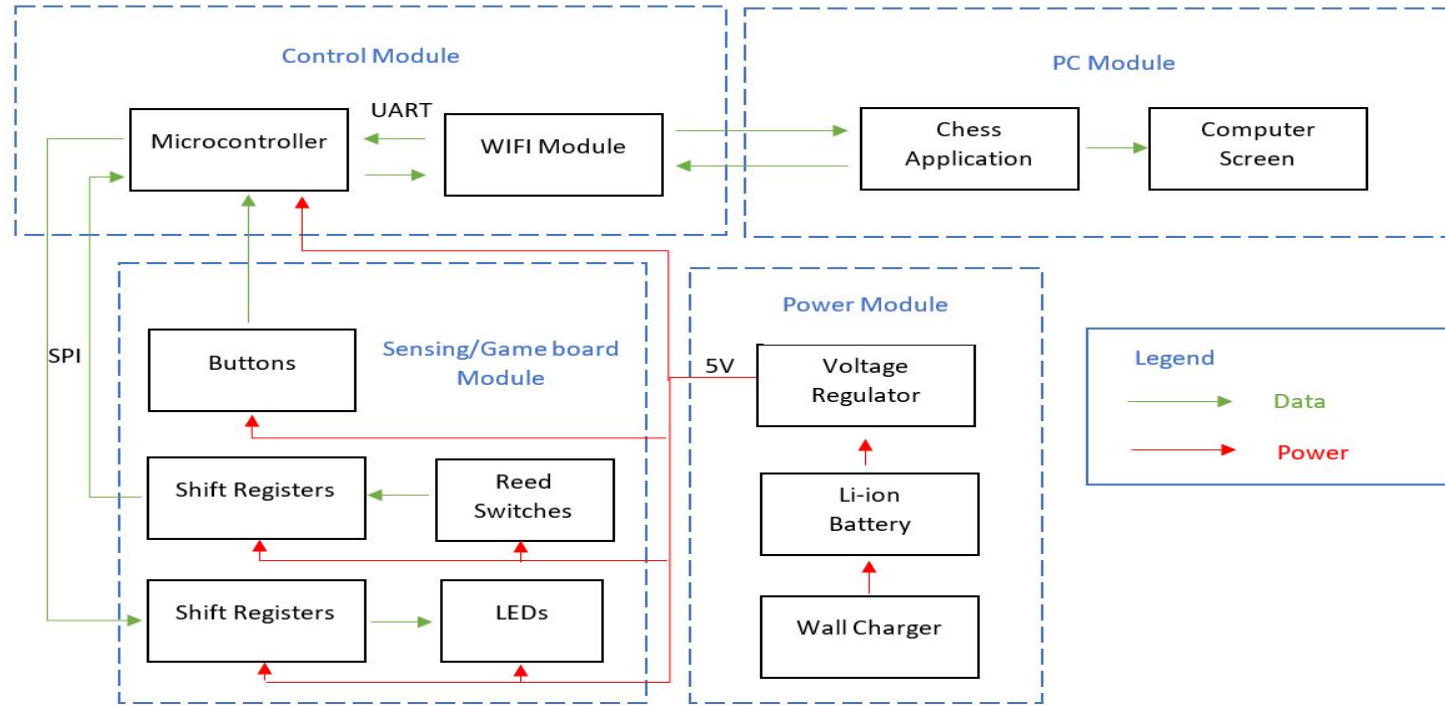 Control Module
PC Module
UART
Microcontroller
WIFI Module
Chess
Application
Computer
Screen
Power Module
Sensing/Game board
Module
SPI
Buttons
5V
Voltage
Regulator
Legend
Data
Power
Shift Registers
Reed
Switches
Li-ion
Battery
Shift Registers
LEDs
Wall Charger